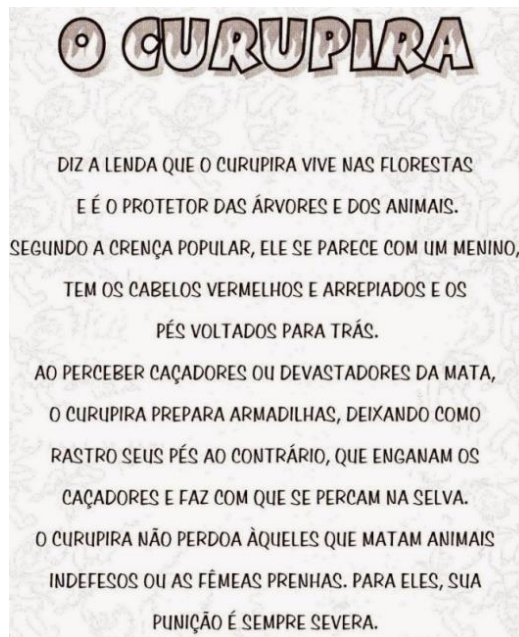 O CURUPIRA
DIZ A LENDA QUE O CURUPIRA VIVE NAS FLORESTAS
E É O PROTETOR DAS ÁRVORES E DOS ANIMAIS.
SEGUNDO A CRENÇA POPULAR, ELE SE PARECE COM UM MENINO,
TEM OS CABELOS VERMELHOS E ARREPIADOS E OS
PÉS VOLTADOS PARA TRÁS.
AO PERCEBER CAÇADORES OU DEVASTADORES DA MATA,
O CURUPIRA PREPARA ARMADILHAS, DEIXANDO COMO
RASTRO SEUS PÉS AO CONTRÁRIO, QUE ENGANAM OS
CAÇADORES E FAZ COM QUE SE PERCAM NA SELVA.
O CURUPIRA NÃO PERDOA ÀQUELES QUE MATAM ANIMAIS
INDEFESOS OU AS FÊMEAS PRENHAS. PARA ELES, SUA
PUNIÇÃO É SEMPRE SEVERA.